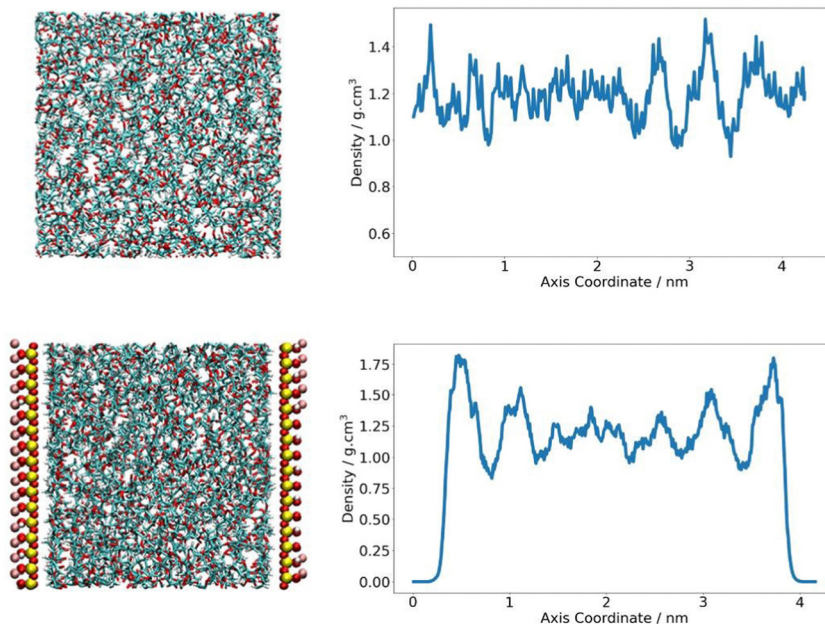 1.4
1.2
1.0
0.8
0.6
Density / g.cm³
0 1 2 3 4
Axis Coordinate / nm
1.75
1.50
1.25
1.00
0.75
0.50
0.25
0.00
Density / g.cm³
0 1 2 3 4
Axis Coordinate / nm